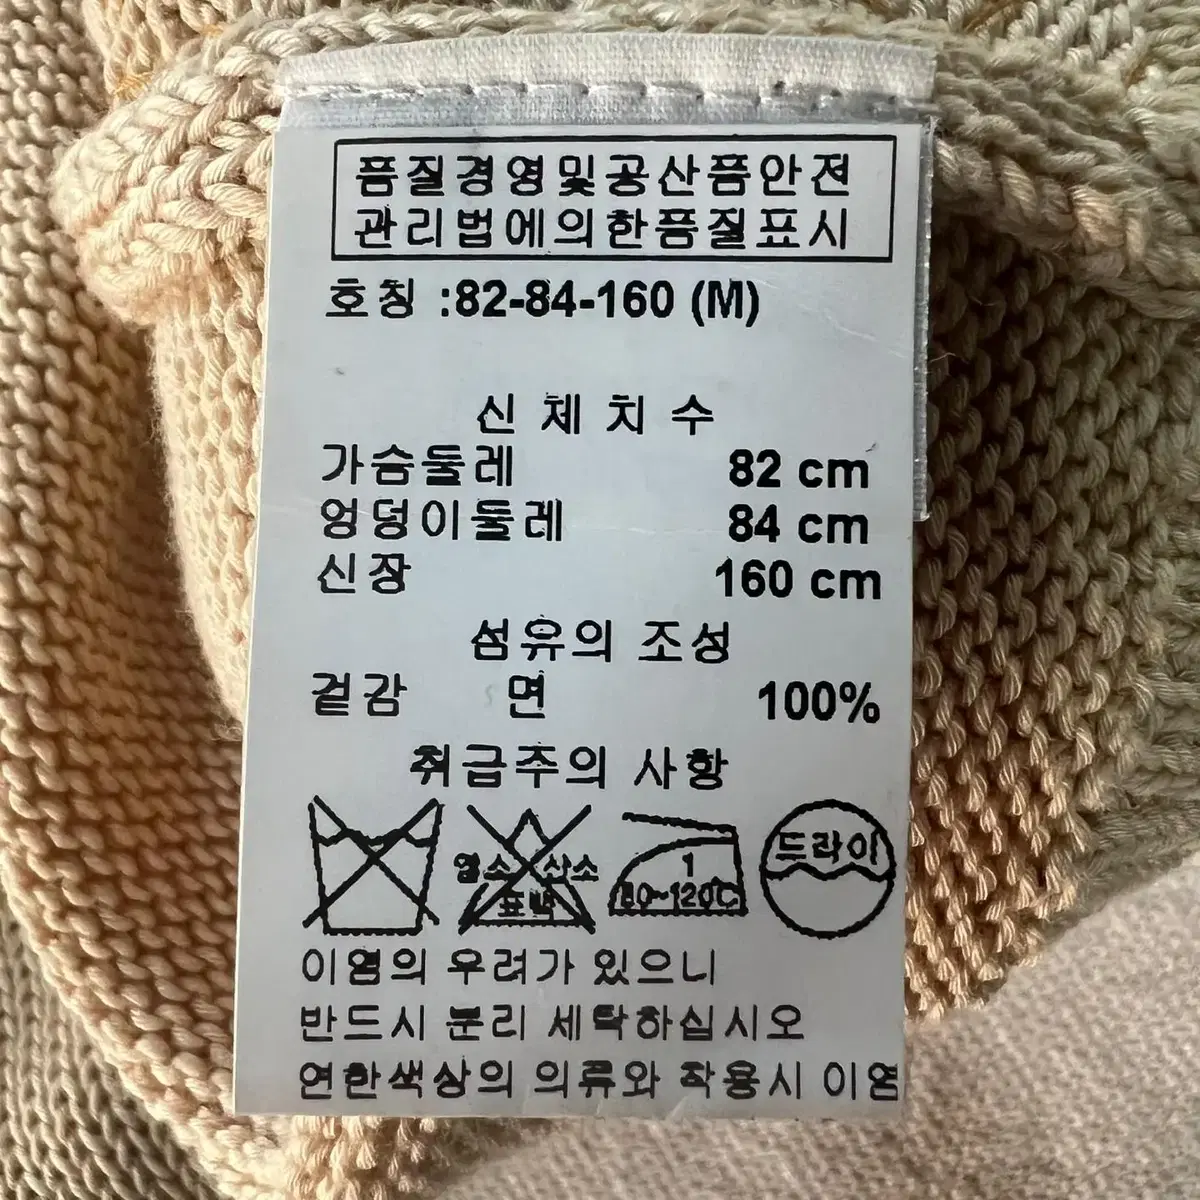 품질경영및공산품안전
관리법에의한품질표시
호칭 :82-84-160 (M)
신 체 치 수
가슴둘레 82 cm
엉덩이둘레 84 cm
신장 160 cm
섬유의 조성
겉감 면 100%
취급주의 사항
염소 산소
표백
1
80~120C
드라이
이염의 우려가 있으니
반드시 분리 세탁하십시오
연한색상의 의류와 착용시 이염